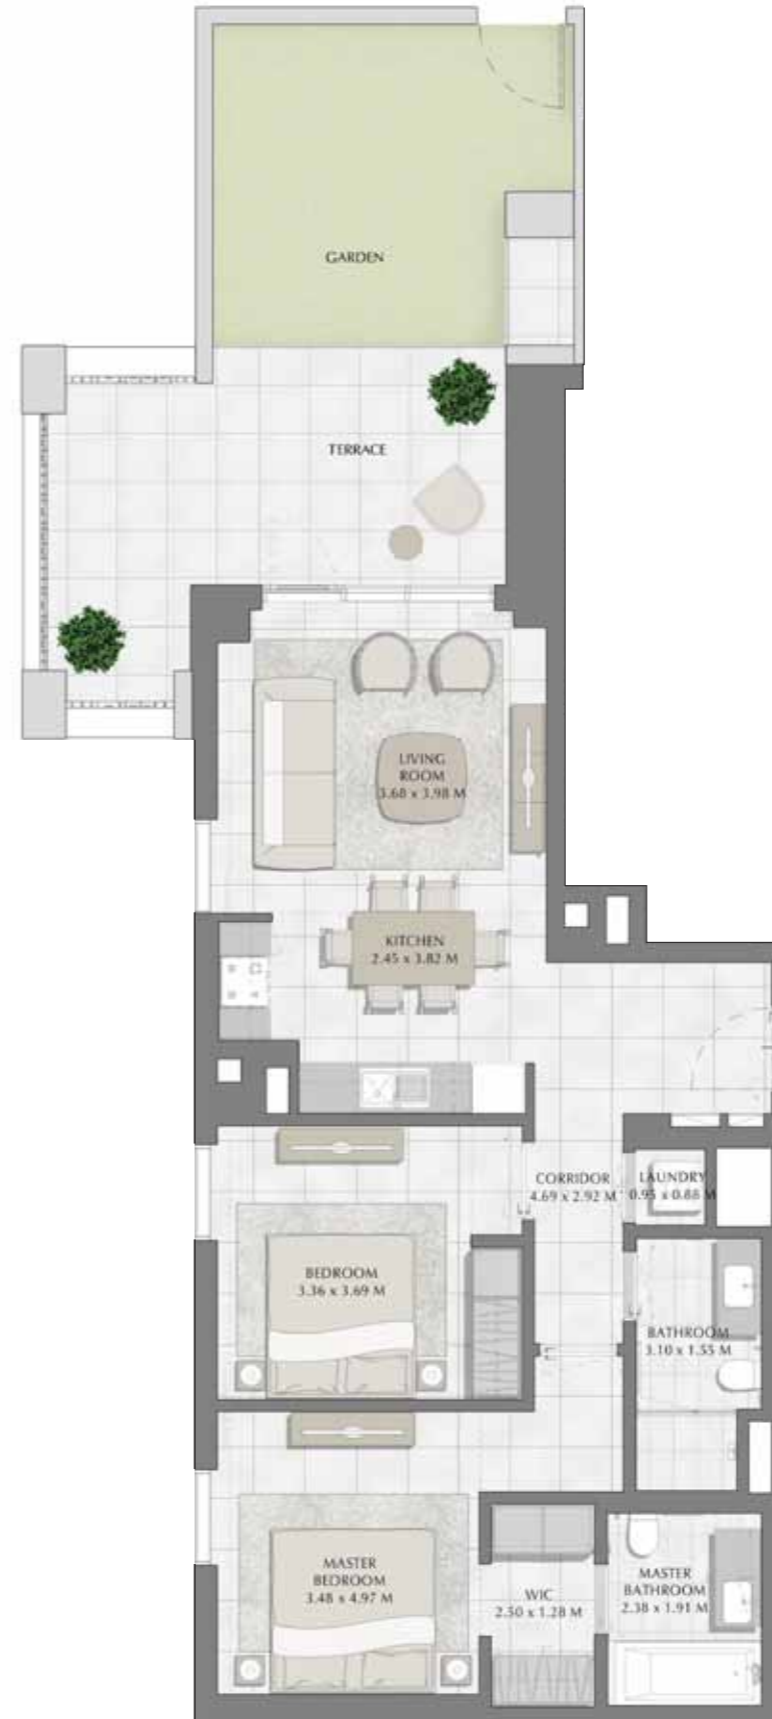 GARDEN
TERRACE
LIVING
ROOM
3.68 x 3.98 M
KITCHEN
2.45 x 3.82 M
CORRIDOR
4.69 x 2.92 M
LAUNDRY
0.95 x 0.88 M
BEDROOM
3.36 x 3.69 M
BATHROOM
3.10 x 1.55 M
MASTER
BEDROOM
3.48 x 4.97 M
WIC
2.50 x 1.28 M
MASTER
BATHROOM
2.38 x 1.91 M